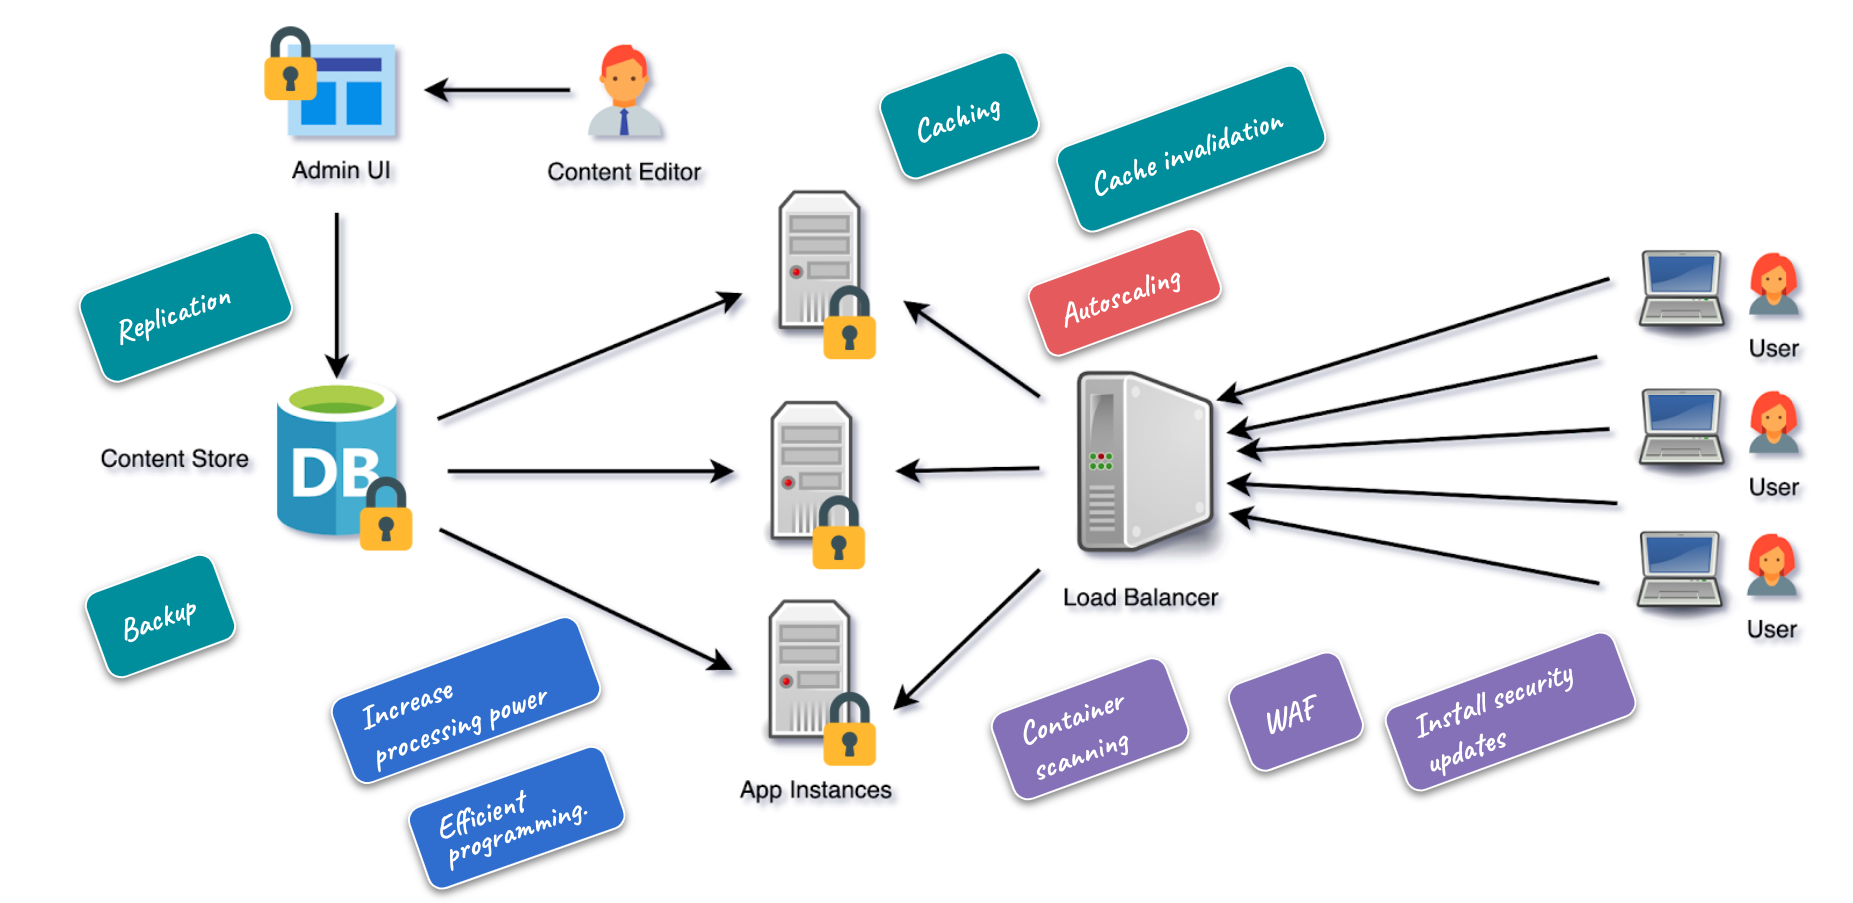 Admin UI
Content Editor
Caching
Cache invalidation
Replication
Autoscaling
User
Content Store
DB
User
Load Balancer
User
Backup
Increase
processing power
Container
scanning
WAF
Install security
updates
App Instances
Efficient
programming.